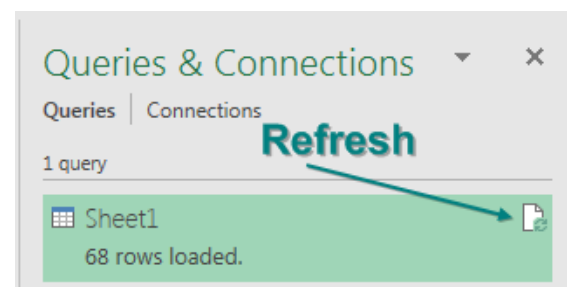 Queries & Connections
Queries | Connections
Refresh
1 query
Sheet1
68 rows loaded.